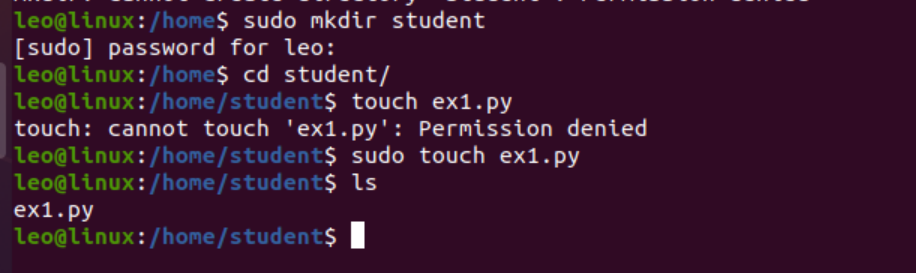 leo@linux:/home$ sudo mkdir student
[sudo] password for leo:
leo@linux:/home$ cd student/
leo@linux:/home/student$ touch ex1.py
touch: cannot touch 'ex1.py': Permission denied
leo@linux:/home/student$ sudo touch ex1.py
leo@linux:/home/student$ ls
ex1.py
leo@linux:/home/student$